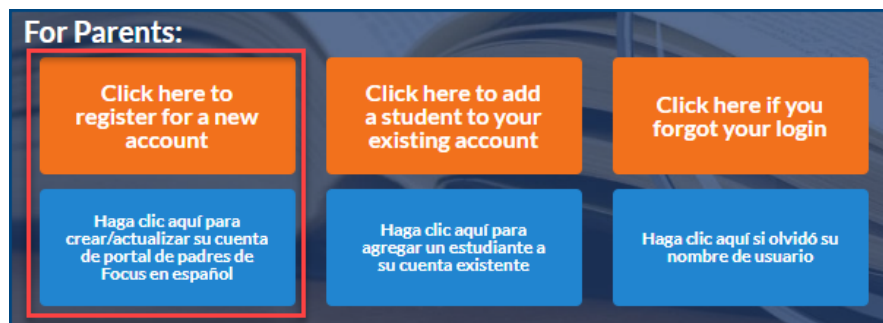 For Parents:
Click here to
register for a new
account
Click here to add
a student to your
existing account
Click here if you
forgot your login
Haga clic aquí para
crear/actualizar su cuenta
de portal de padres de
Focus en español
Haga clic aquí para
agregar un estudiante a
su cuenta existente
Haga clic aquí si olvidó su
nombre de usuario